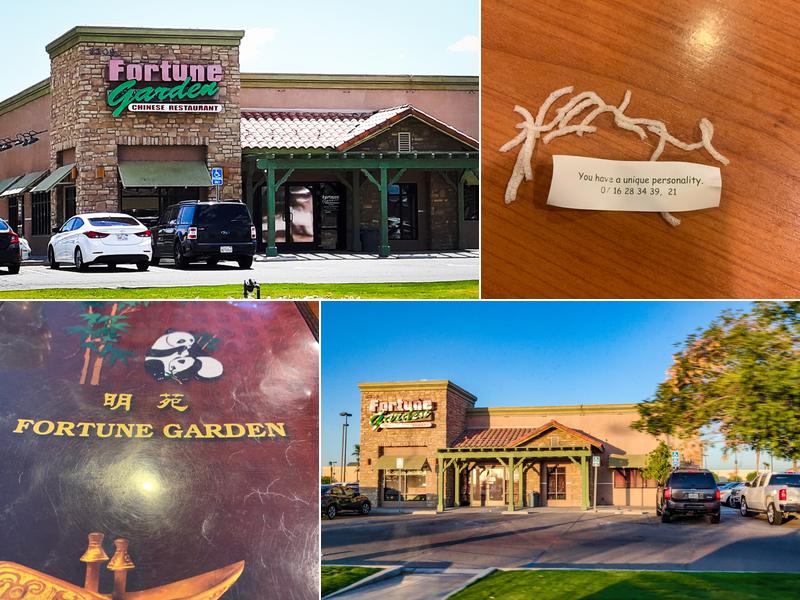 Fortune
Garden
CHINESE RESTAURANT
You have a unique personality.
07 16 28 34 39, 21
明 苑
FORTUNE GARDEN
Fortune
Garden